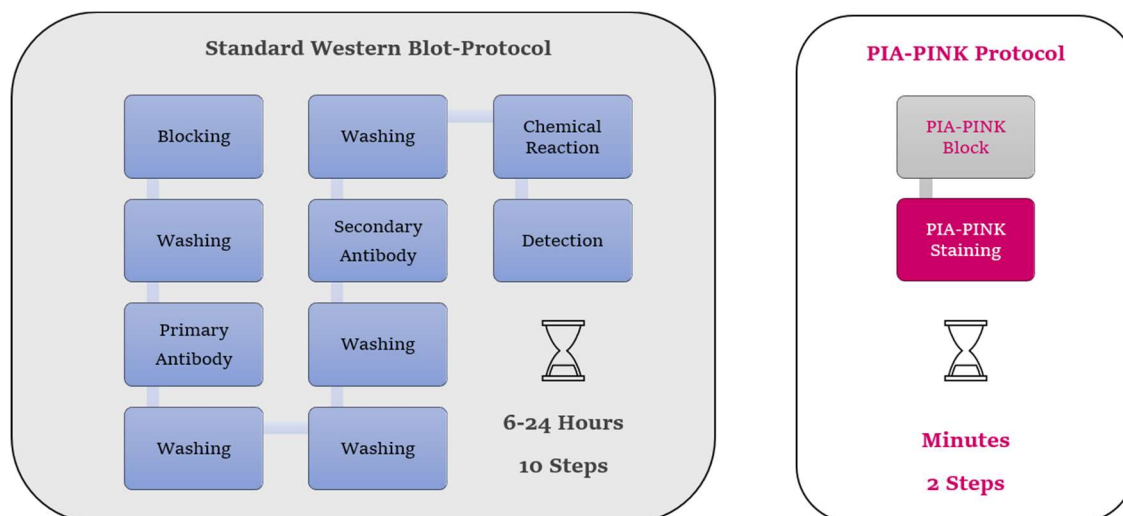 Standard Western Blot-Protocol
Blocking
Washing
Primary
Antibody
Washing
Washing
Washing
Secondary
Antibody
Washing
Chemical
Reaction
Detection
6-24 Hours
10 Steps
PIA-PINK Protocol
PIA-PINK
Block
PIA-PINK
Staining
Minutes
2 Steps